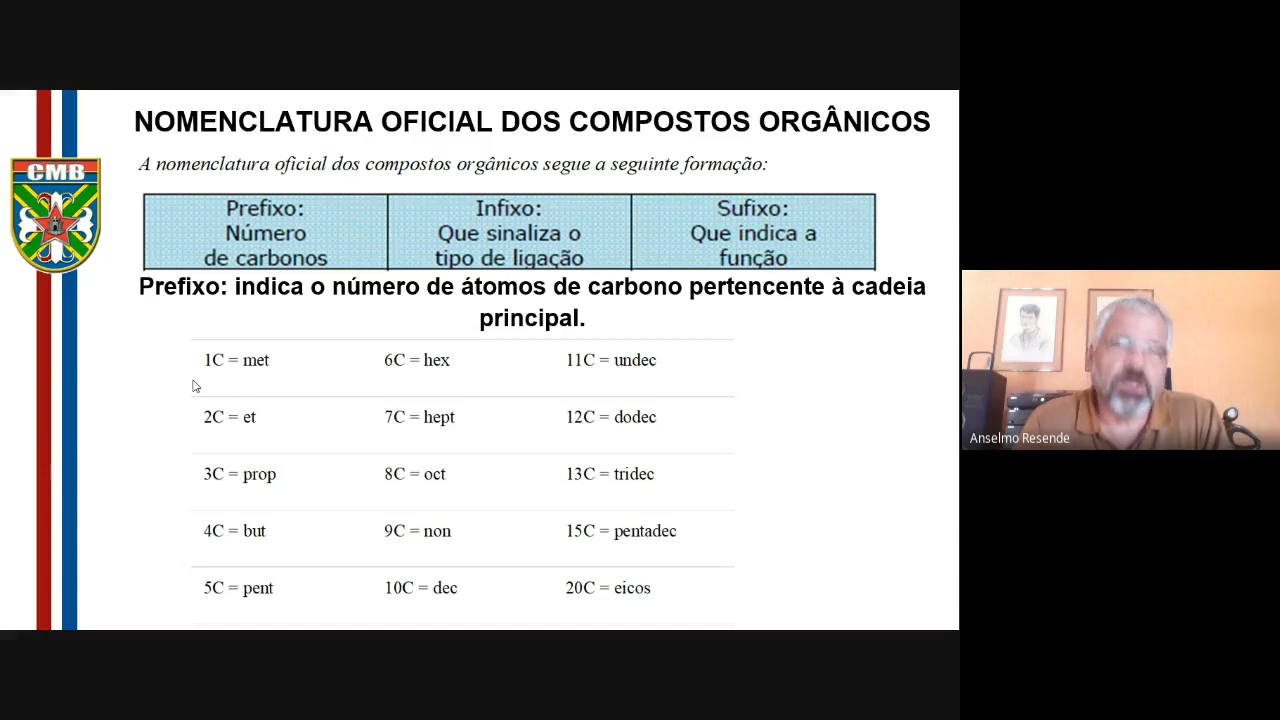 NOMENCLATURA OFICIAL DOS COMPOSTOS ORGÂNICOS
CMB
A nomenclatura oficial dos compostos orgânicos segue a seguinte formação:
Prefixo:
Número
de carbonos
Infixo:
Que sinaliza o
tipo de ligação
Sufixo:
Que indica a
função
Prefixo: indica o número de átomos de carbono pertencente à cadeia
principal.
1C = met 6C = hex 11C = undec
2C = et 7C = hept 12C = dodec
3C = prop 8C = oct 13C = tridec
4C = but 9C = non 15C = pentadec
5C = pent 10C = dec 20C = eicos
Anselmo Resende